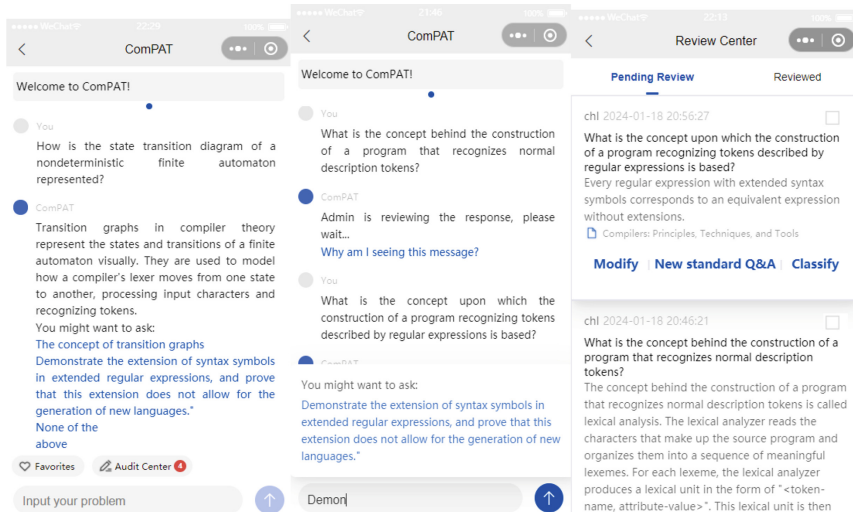 WeChat 22:29 100%
ComPAT
Welcome to ComPAT!
You
How is the state transition diagram of a
nondeterministic finite automaton
represented?
ComPAT
Transition graphs in compiler theory
represent the states and transitions of a finite
automaton visually. They are used to model
how a compiler's lexer moves from one state
to another, processing input characters and
recognizing tokens.
You might want to ask:
The concept of transition graphs
Demonstrate the extension of syntax symbols
in extended regular expressions, and prove
that this extension does not allow for the
generation of new languages."
None of the
above
Favorites
Audit Center 4
Input your problem
WeChat 21:46 100%
ComPAT
Welcome to ComPAT!
You
What is the concept behind the construction
of a program that recognizes normal
description tokens?
ComPAT
Admin is reviewing the response, please
wait...
Why am I seeing this message?
You
What is the concept upon which the
construction of a program recognizing tokens
described by regular expressions is based?
ComPAT
You might want to ask:
Demonstrate the extension of syntax symbols in
extended regular expressions, and prove that this
extension does not allow for the generation of new
languages."
Demon
WeChat 22:13 100%
Review Center
Pending Review Reviewed
chl 2024-01-18 20:56:27
What is the concept upon which the construction
of a program recognizing tokens described by
regular expressions is based?
Every regular expression with extended syntax
symbols corresponds to an equivalent expression
without extensions.
Compilers: Principles, Techniques, and Tools
Modify | New standard Q&A | Classify
chl 2024-01-18 20:46:21
What is the concept behind the construction of a
program that recognizes normal description
tokens?
The concept behind the construction of a program
that recognizes normal description tokens is called
lexical analysis. The lexical analyzer reads the
characters that make up the source program and
organizes them into a sequence of meaningful
lexemes. For each lexeme, the lexical analyzer
produces a lexical unit in the form of "<token-
name, attribute-value>". This lexical unit is then